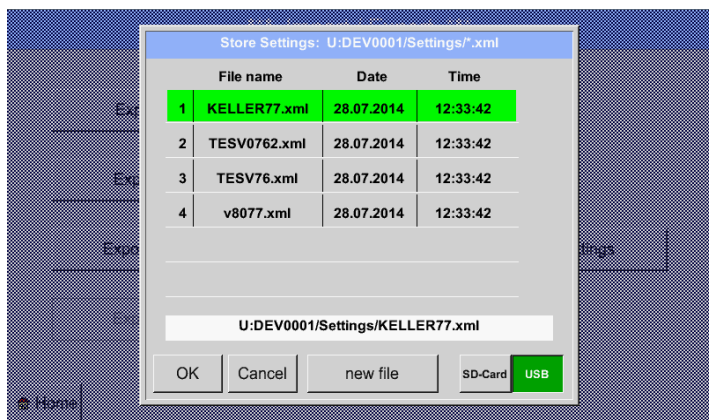 Store Settings: U:DEV0001/Settings/*.xml
File name Date Time
1 KELLER77.xml 28.07.2014 12:33:42
2 TESV0762.xml 28.07.2014 12:33:42
3 TESV76.xml 28.07.2014 12:33:42
4 v8077.xml 28.07.2014 12:33:42
U:DEV0001/Settings/KELLER77.xml
OK Cancel new file SD-Card USB
Home